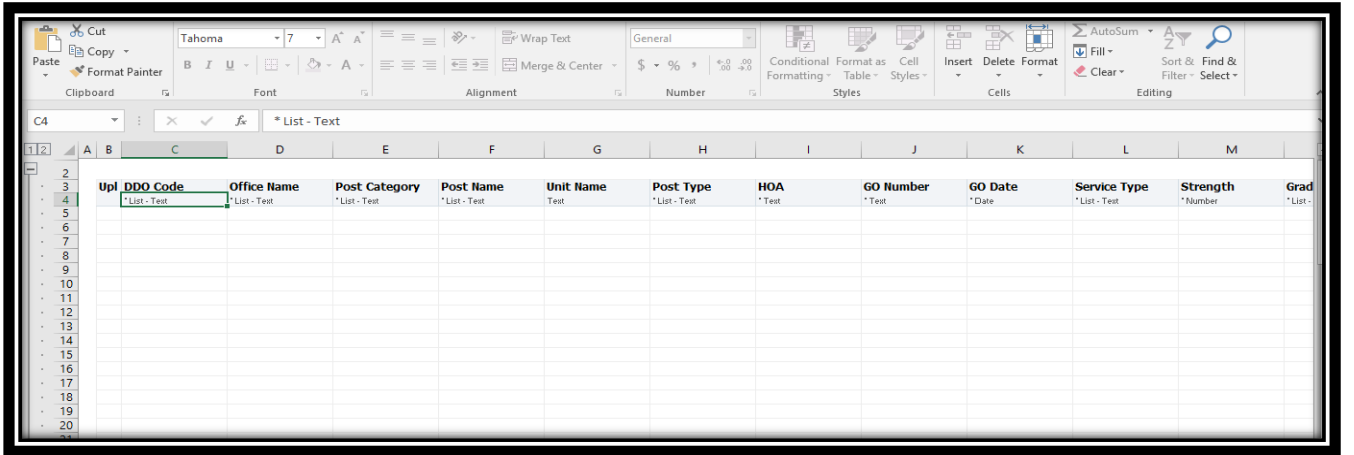 Cut
Copy
Format Painter
Paste
Clipboard
Tahoma 7 A A
B I U A
Font
Wrap Text
Merge & Center
Alignment
General
$ % , .00 .00
Number
Conditional Formatting
Format as Table
Cell Styles
Styles
Insert Delete Format
Cells
AutoSum
Fill
Clear
Sort & Filter
Find & Select
Editing
C4 fx * List - Text
1 2 A B C D E F G H I J K L M
2
3 Upl DDO Code Office Name Post Category Post Name Unit Name Post Type HOA GO Number GO Date Service Type Strength Grad
4 * List - Text * List - Text * List - Text * List - Text Text * List - Text * Text * Text * Date * List - Text * Number * List -
5
6
7
8
9
10
11
12
13
14
15
16
17
18
19
20